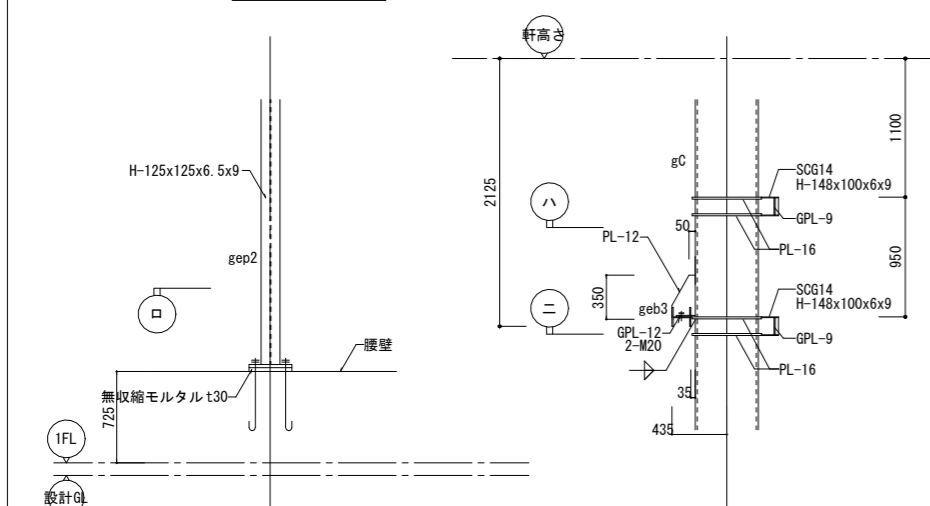 H-125x125x6.5x9
gep2
ロ
腰壁
無収縮モルタルt30
725
1FL
設計GL
軒高さ
2125
1100
gC
SCG14
H-148x100x6x9
ハ
GPL-9
50
PL-12
PL-16
950
350
SCG14
H-148x100x6x9
ニ
geb3
GPL-12
2-M20
GPL-9
PL-16
35
435